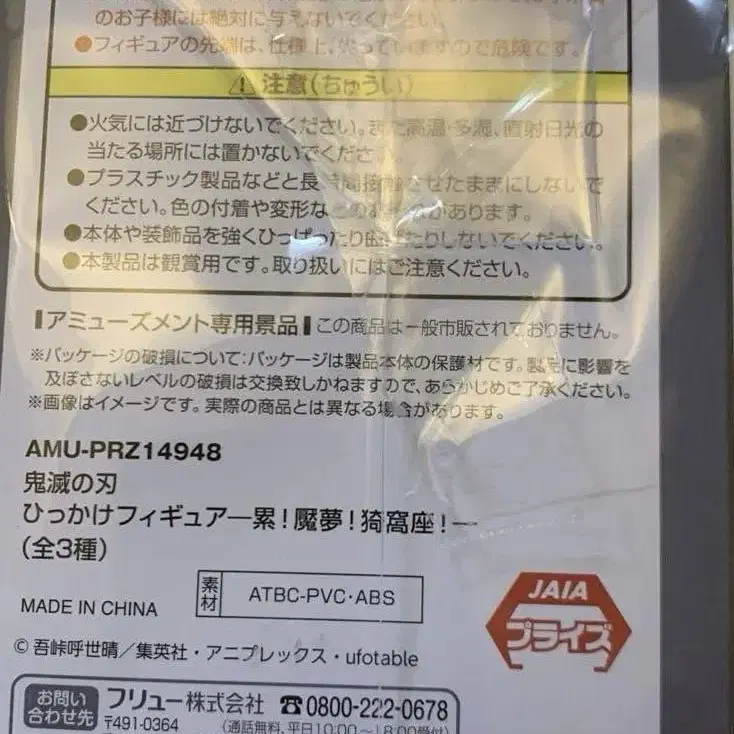 のお子様には絶対に与えないでください。
●フィギュアの先端は、仕様上、尖っていますので危険です。
⚠注意(ちゅうい)
●火気には近づけないでください。また高温・多湿、直射日光の
当たる場所には置かないでください。
●プラスチック製品などと長時間接触させたままにしないで
ください。色の付着や変形などの恐れがあります。
●本体や装飾品を強くひっぱったり曲げたりしないでください。
●本製品は観賞用です。取り扱いにはご注意ください。
┃アミューズメント専用景品┃この商品は一般市販されておりません。
※パッケージの破損について:パッケージは製品本体の保護材です。製品に影響を
及ぼさないレベルの破損は交換致しかねますので、あらかじめご了承ください。
※画像はイメージです。実際の商品とは異なる場合があります。
AMU-PRZ14948
鬼滅の刃
ひっかけフィギュア―累!魘夢!猗窩座!―
(全3種)
素材 ATBC-PVC・ABS
MADE IN CHINA
JAIA
プライズ
©吾峠呼世晴/集英社・アニプレックス・ufotable
お問い合わせ先 フリュー株式会社 ☎0800-222-0678
〒491-0364 (通話無料、平日10:00~18:00受付)